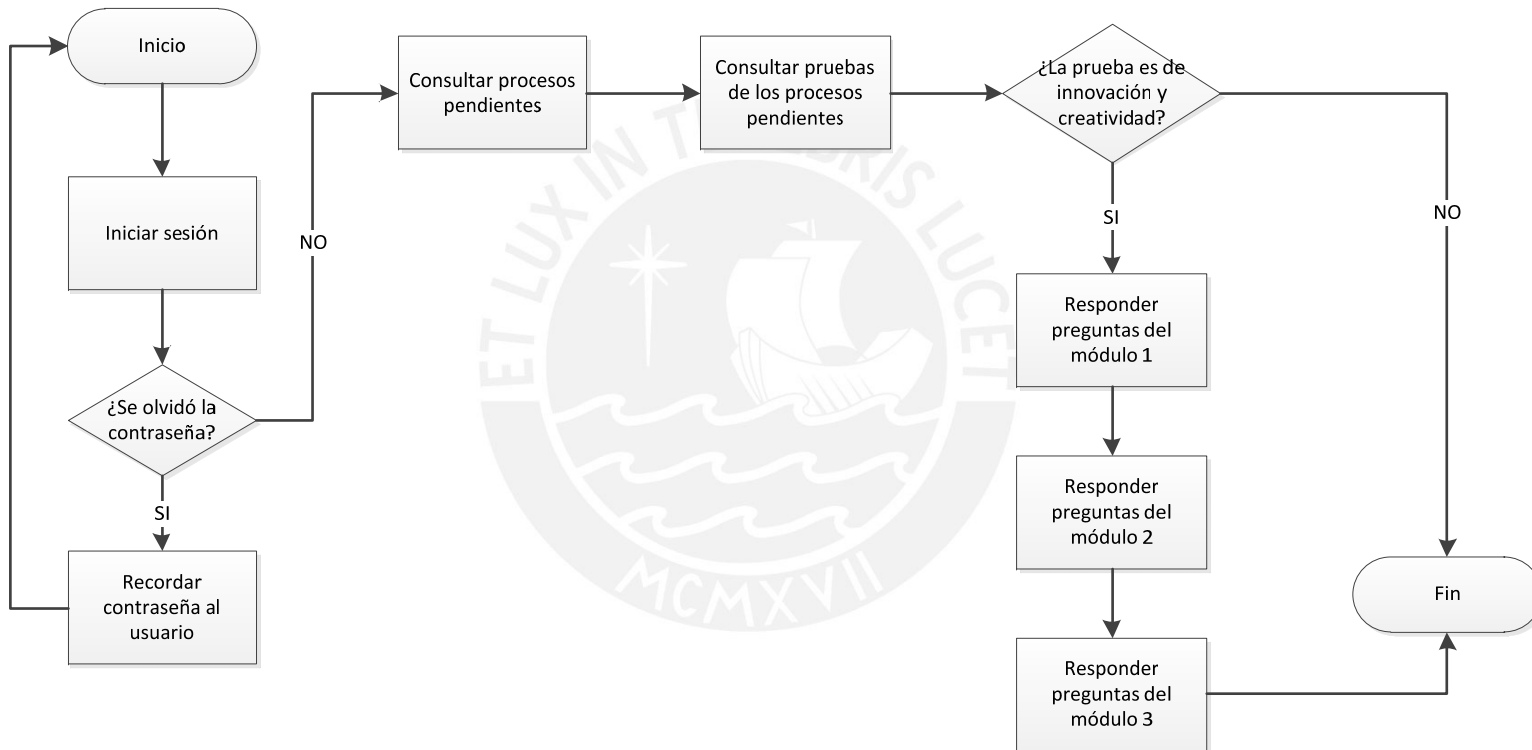 Inicio
Iniciar sesión
¿Se olvidó la
contraseña?
SI
Recordar
contraseña al
usuario
NO
Consultar procesos
pendientes
Consultar pruebas
de los procesos
pendientes
¿La prueba es de
innovación y
creatividad?
SI
Responder
preguntas del
módulo 1
Responder
preguntas del
módulo 2
Responder
preguntas del
módulo 3
NO
Fin
ET LUX IN TENEBRIS LUCET
MCMXVII